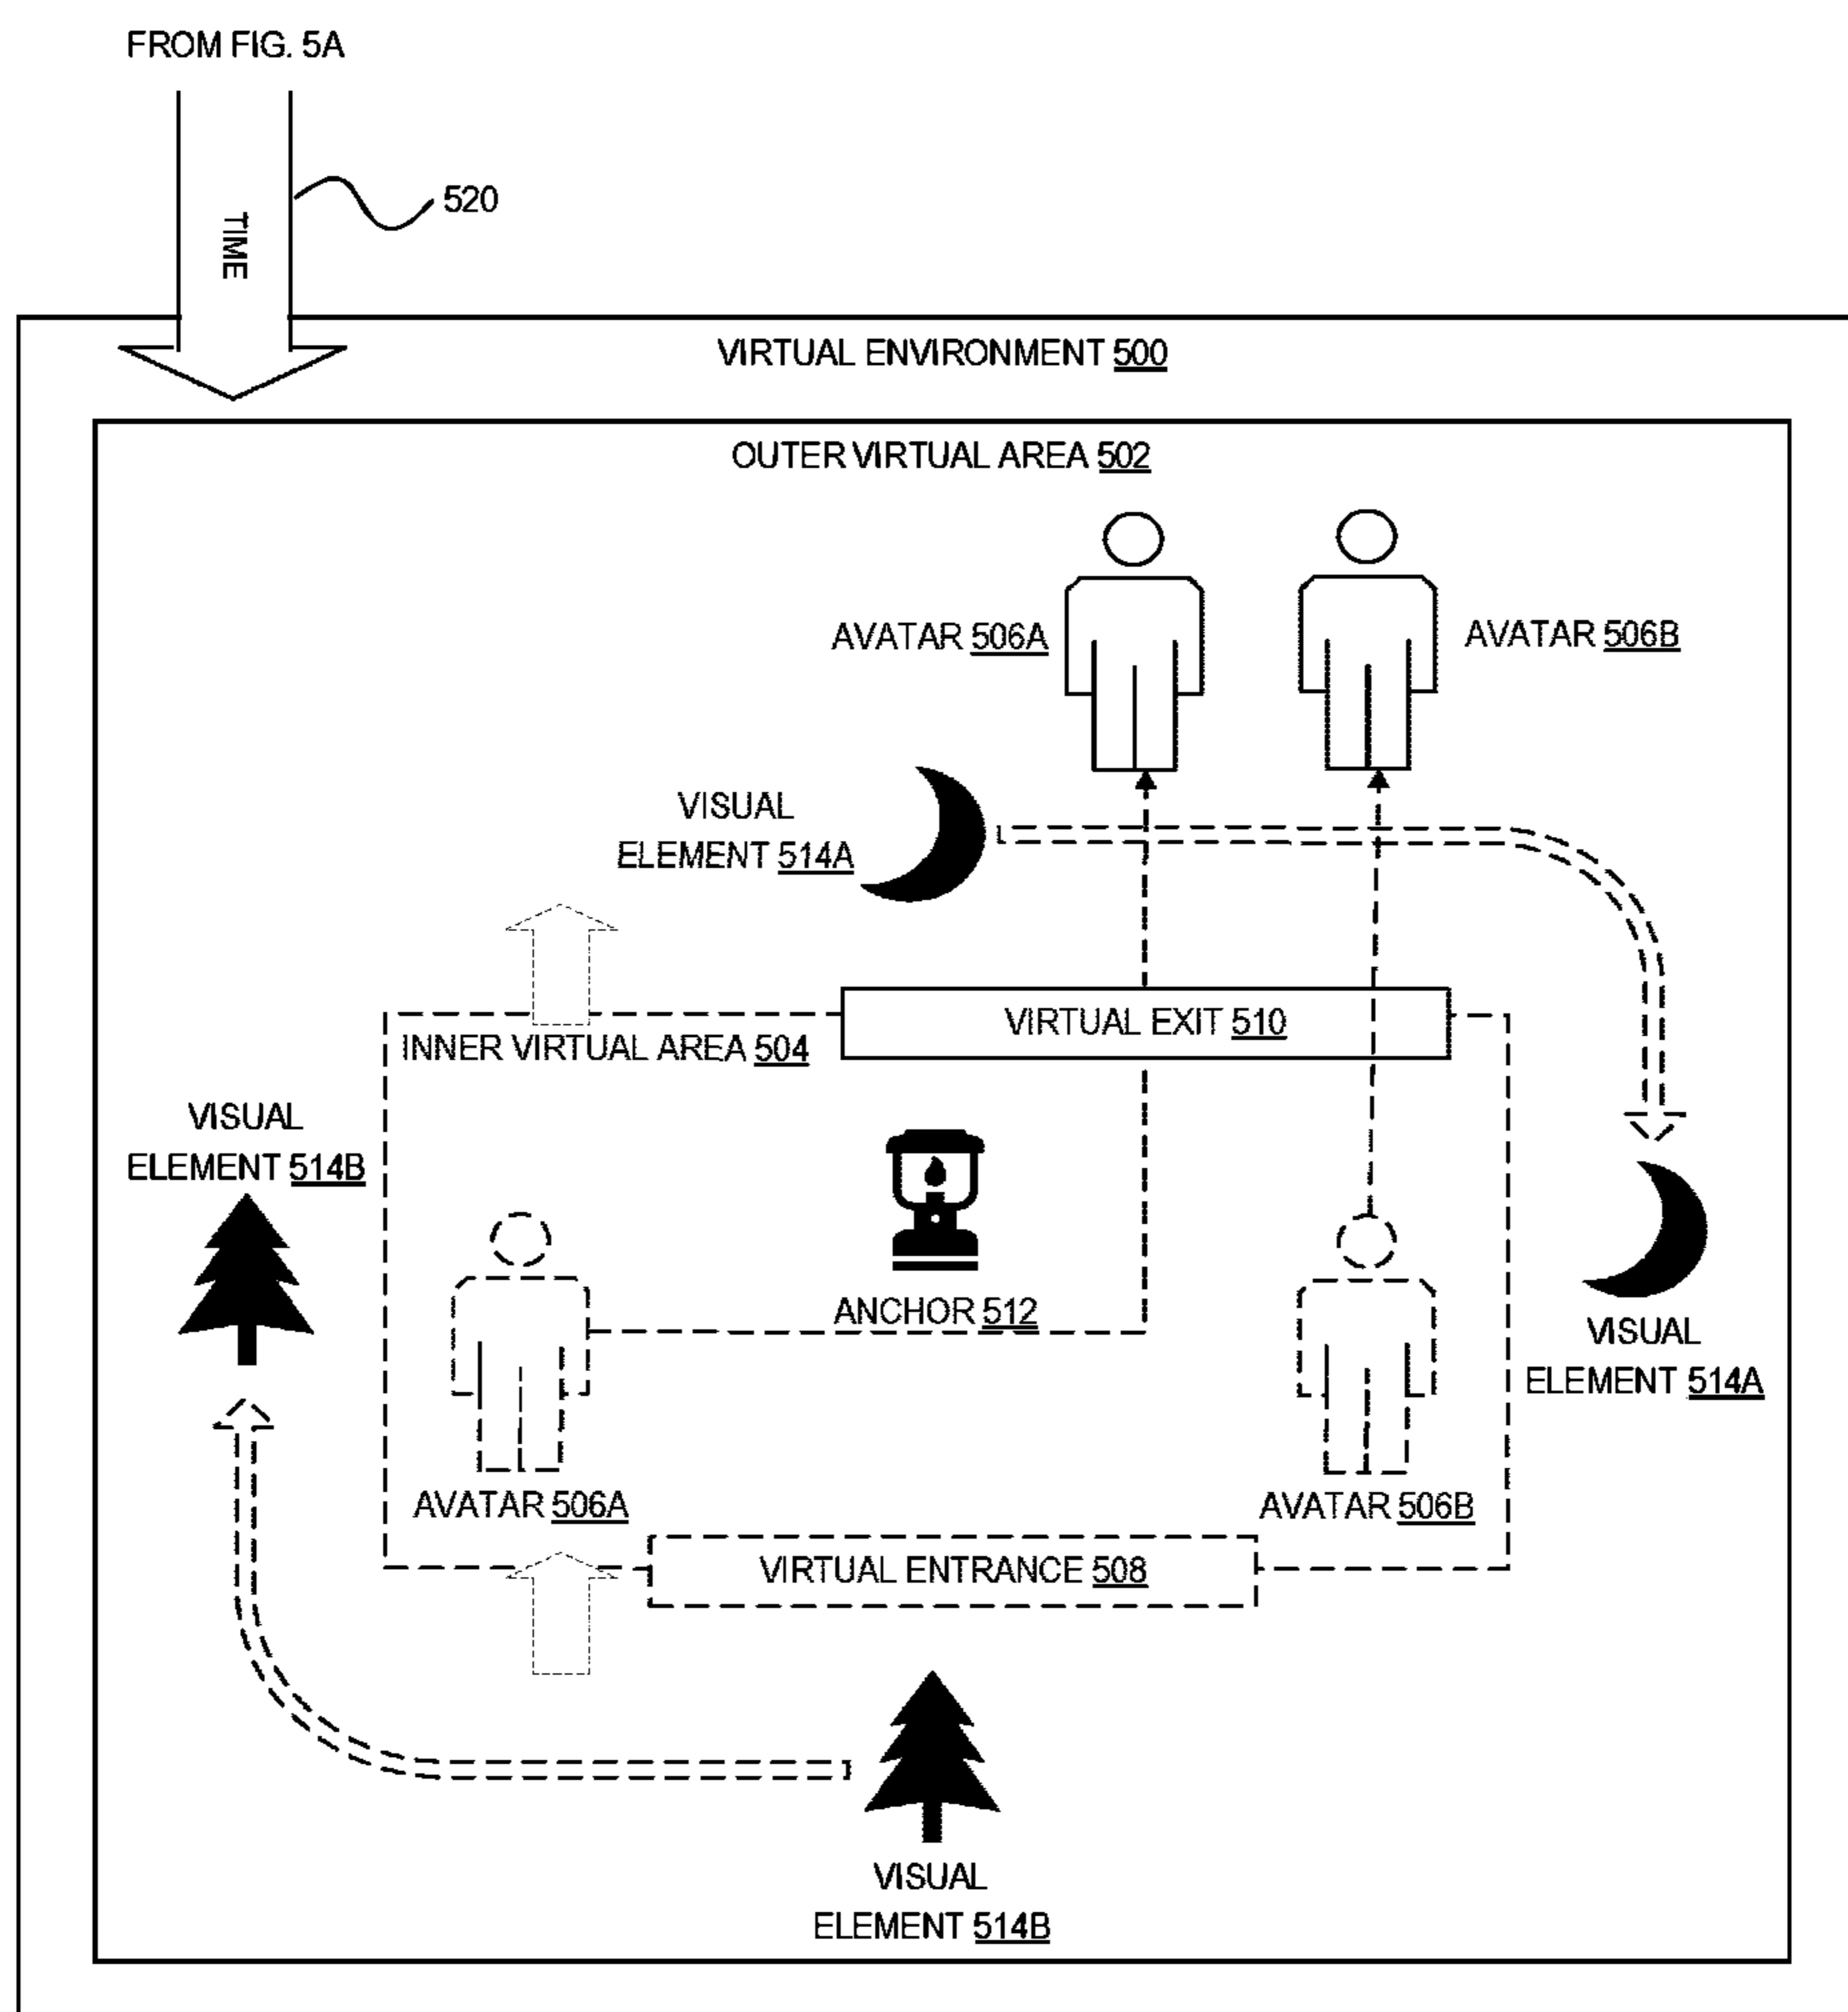 FROM FIG. 5A
520
TIME
VIRTUAL ENVIRONMENT 500
OUTER VIRTUAL AREA 502
AVATAR 506A
AVATAR 506B
VISUAL
ELEMENT 514A
VIRTUAL EXIT 510
INNER VIRTUAL AREA 504
VISUAL
ELEMENT 514B
ANCHOR 512
VISUAL
ELEMENT 514A
AVATAR 506A
AVATAR 506B
VIRTUAL ENTRANCE 508
VISUAL
ELEMENT 514B